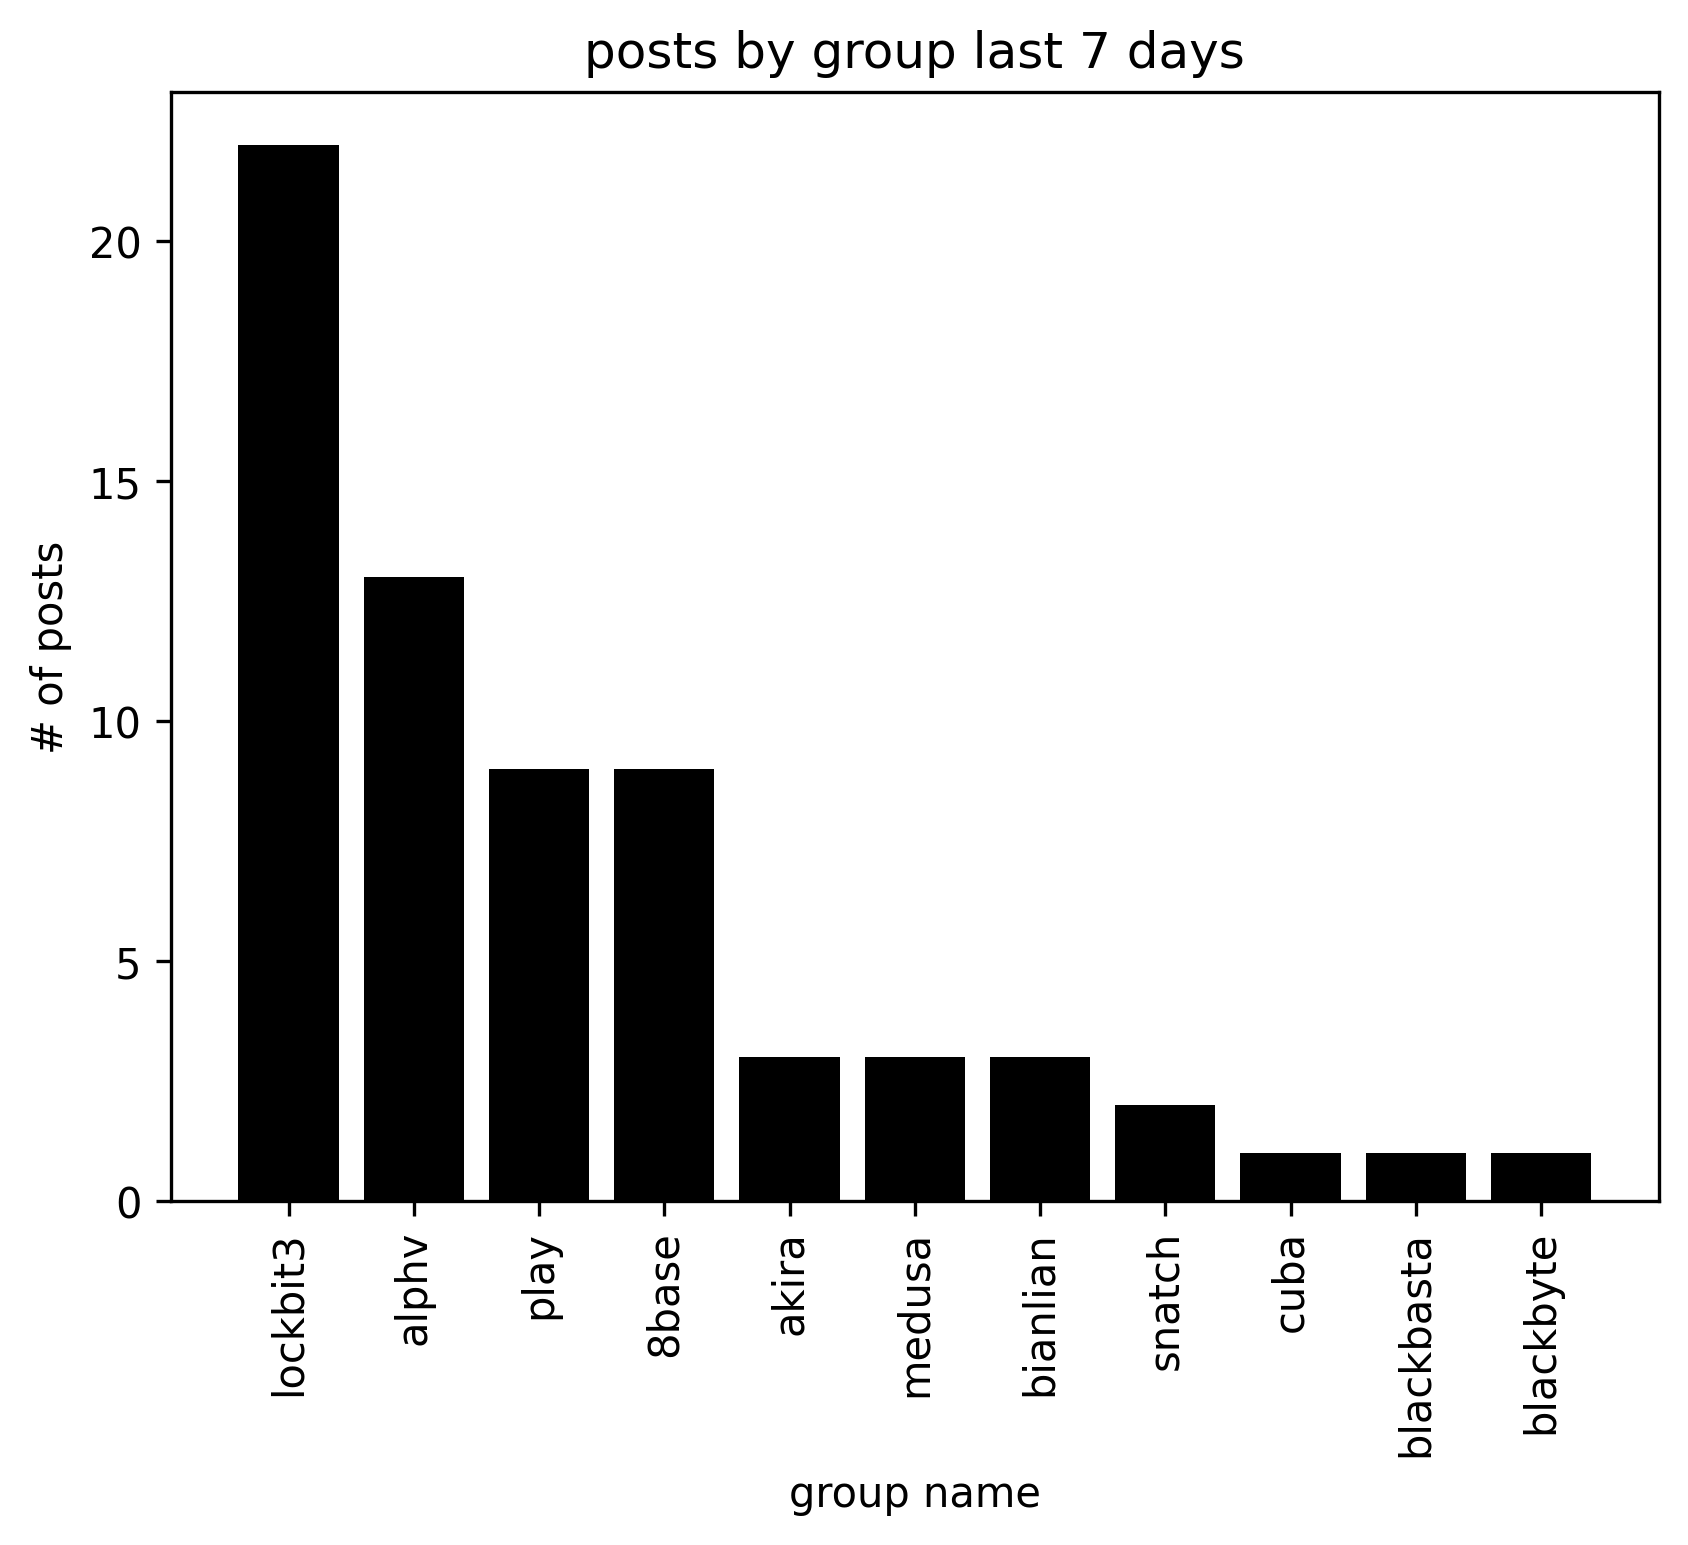 posts by group last 7 days
# of posts
20
15
10
5
0
lockbit3
alphv
play
8base
akira
medusa
bianlian
snatch
cuba
blackbasta
blackbyte
group name